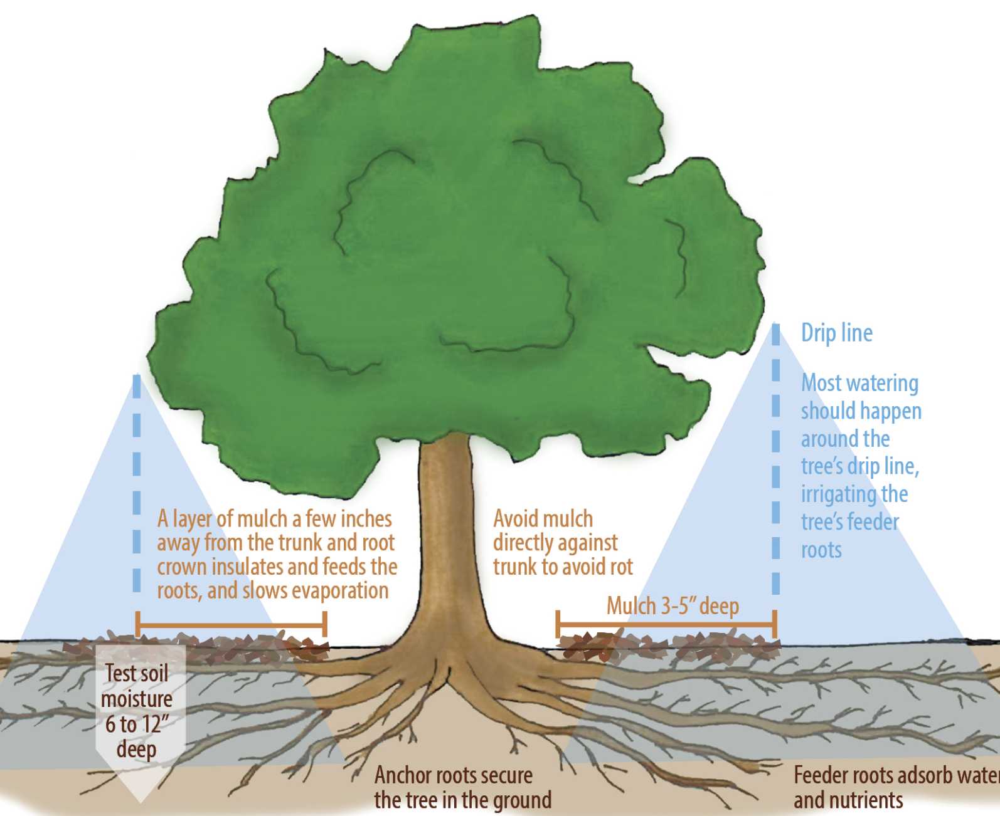 Drip line
Most watering
should happen
around the
tree's drip line,
irrigating the
tree's feeder
roots
A layer of mulch a few inches
away from the trunk and root
crown insulates and feeds the
roots, and slows evaporation
Avoid mulch
directly against
trunk to avoid rot
Mulch 3-5” deep
Test soil
moisture
6 to 12”
deep
Anchor roots secure
the tree in the ground
Feeder roots adsorb water
and nutrients